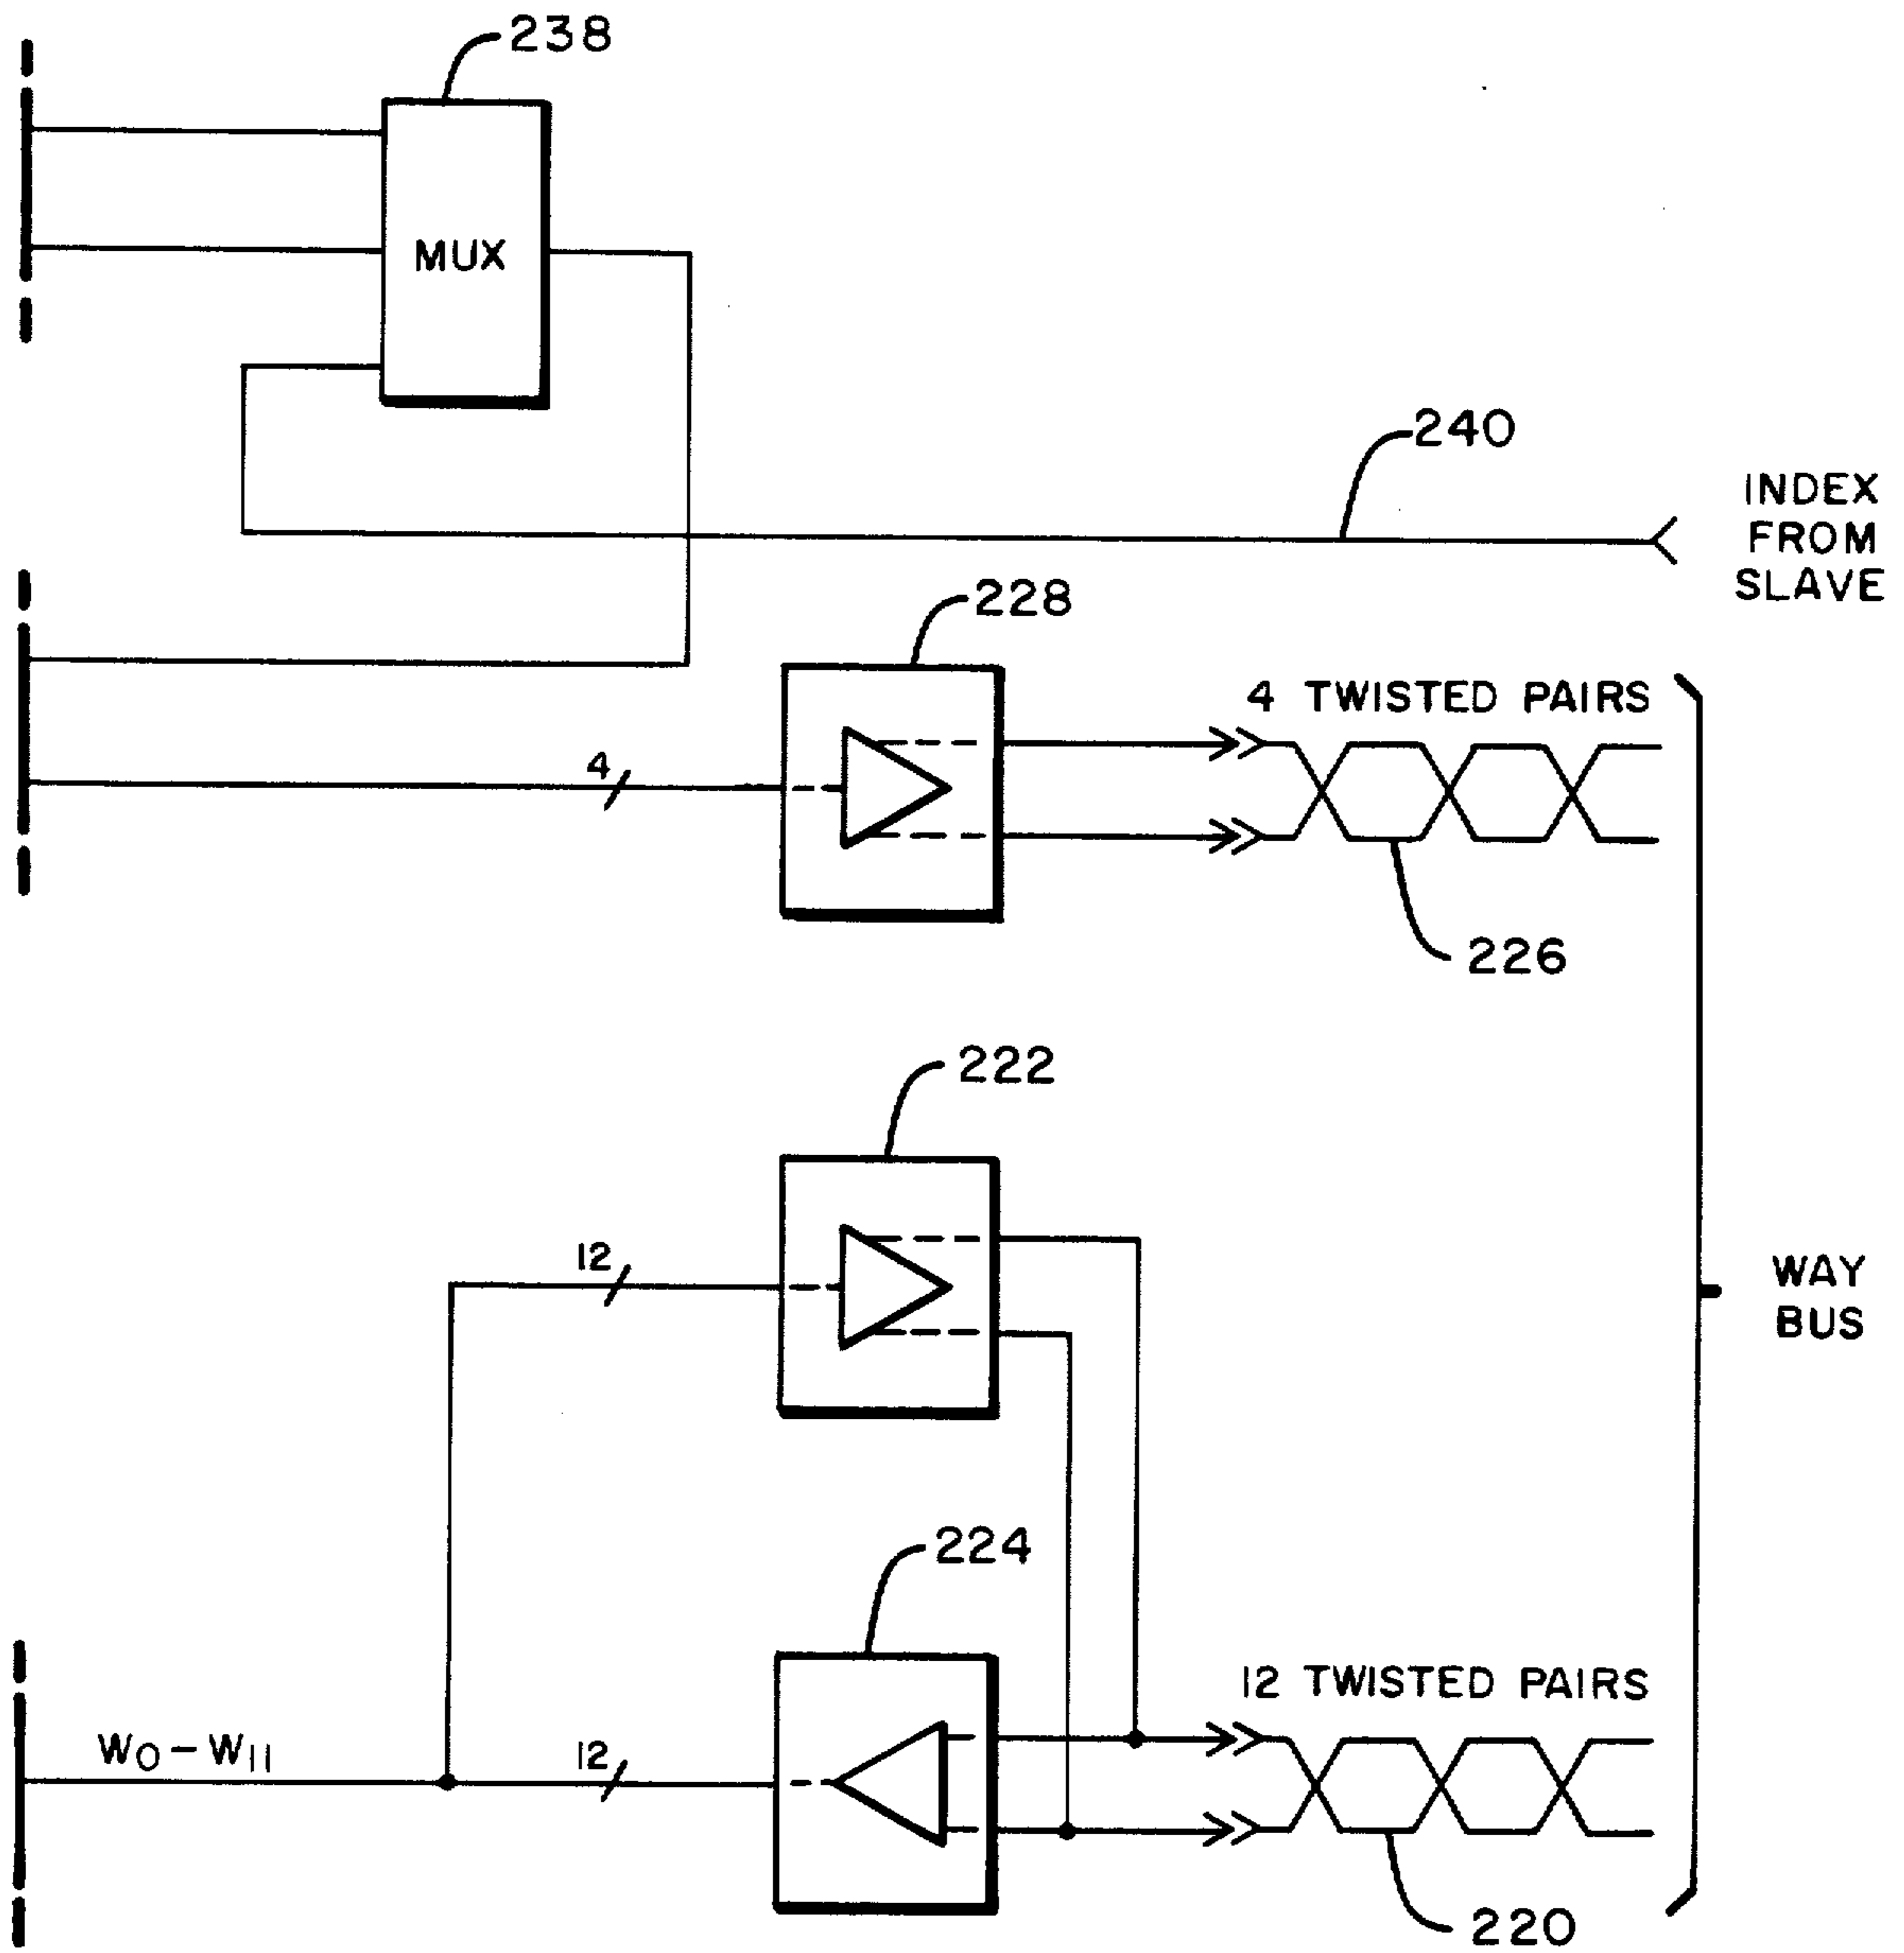 238
MUX
240
INDEX
FROM
SLAVE
228
4 TWISTED PAIRS
4
226
222
12
WAY
BUS
224
12 TWISTED PAIRS
W0-W11
12
220